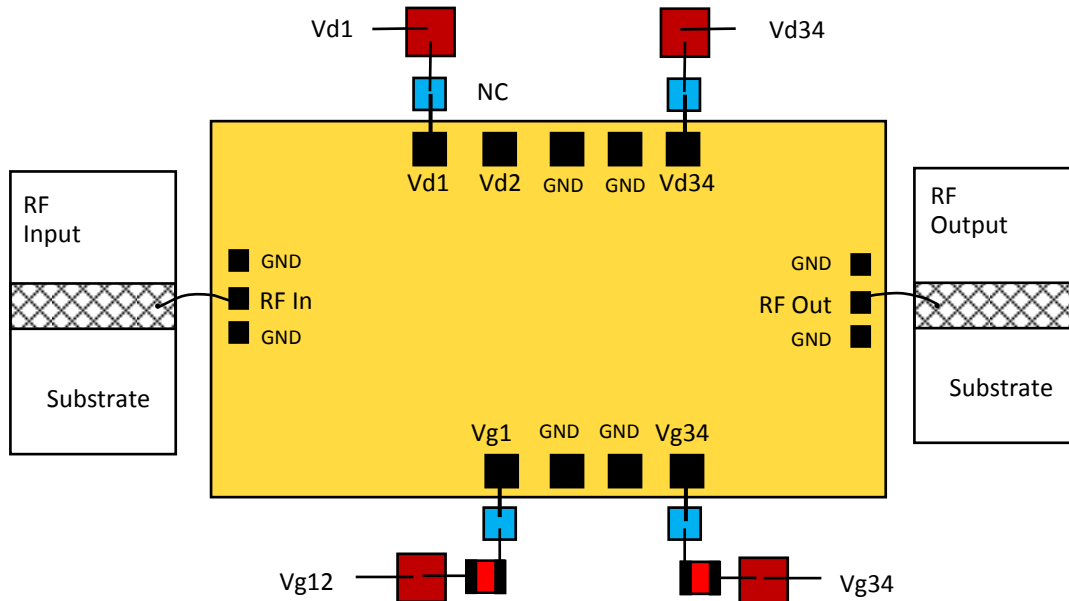 Vd1
Vd34
NC
Vd1
Vd2
GND
GND
Vd34
RF
Input
RF
Output
GND
GND
RF In
RF Out
GND
GND
Substrate
Substrate
Vg1
GND
GND
Vg34
Vg12
Vg34